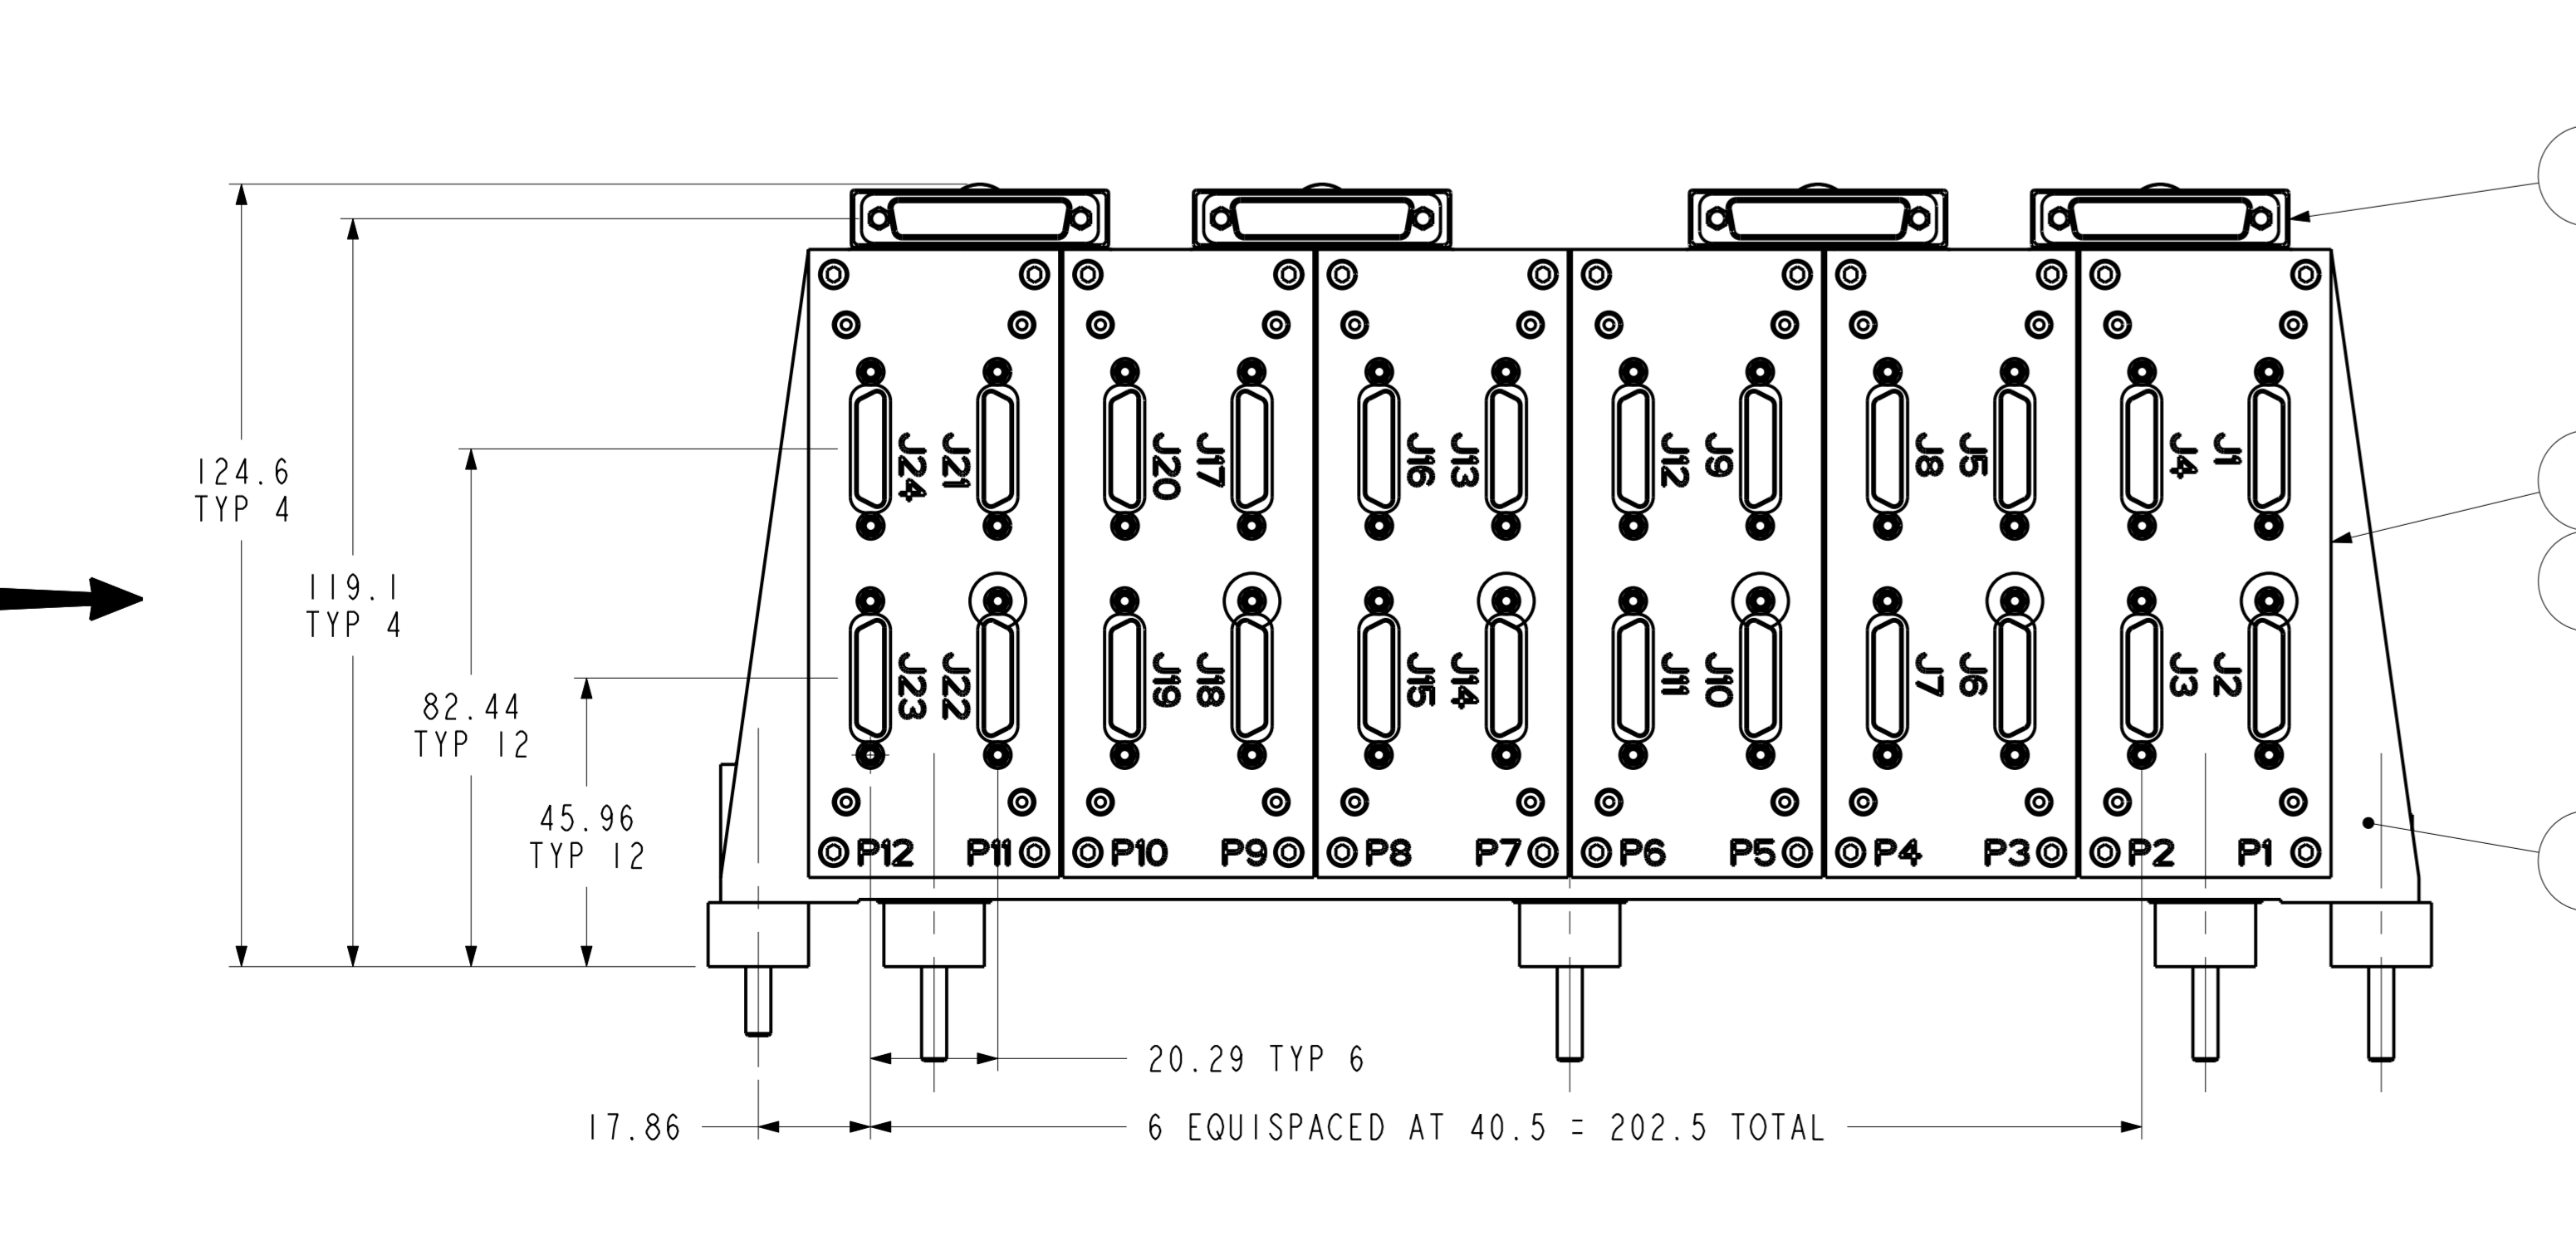 124.6
TYP 4
119.1
TYP 4
82.44
TYP 12
45.96
TYP 12
J24 J21 J20 J17 J16 J13 J12 J9 J8 J5 J4 J1
J23 J22 J19 J18 J15 J14 J11 J10 J7 J6 J3 J2
P12 P11 P10 P9 P8 P7 P6 P5 P4 P3 P2 P1
20.29 TYP 6
17.86
6 EQUISPACED AT 40.5 = 202.5 TOTAL